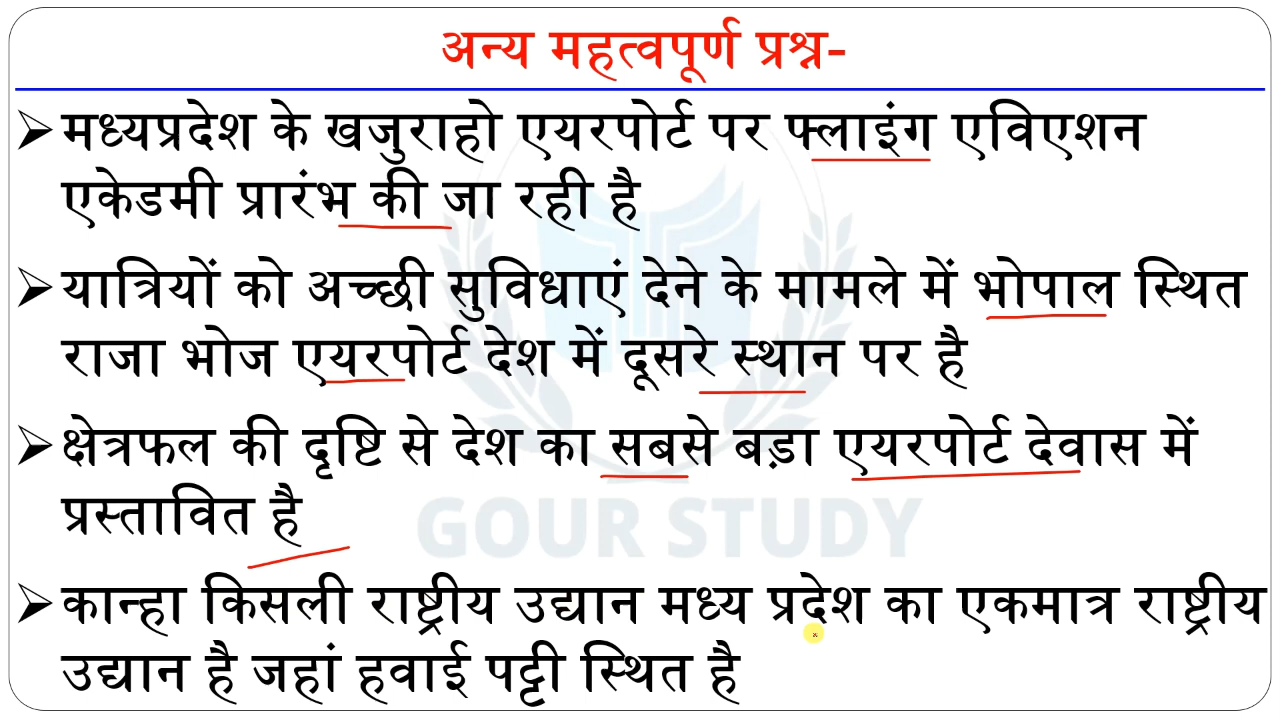 अन्य महत्वपूर्ण प्रश्न-
मध्यप्रदेश के खजुराहो एयरपोर्ट पर फ्लाइंग एविएशन
एकेडमी प्रारंभ की जा रही है
यात्रियों को अच्छी सुविधाएं देने के मामले में भोपाल स्थित
राजा भोज एयरपोर्ट देश में दूसरे स्थान पर है
क्षेत्रफल की दृष्टि से देश का सबसे बड़ा एयरपोर्ट देवास में
प्रस्तावित है
GOUR STUDY
कान्हा किसली राष्ट्रीय उद्यान मध्य प्रदेश का एकमात्र राष्ट्रीय
उद्यान है जहां हवाई पट्टी स्थित है